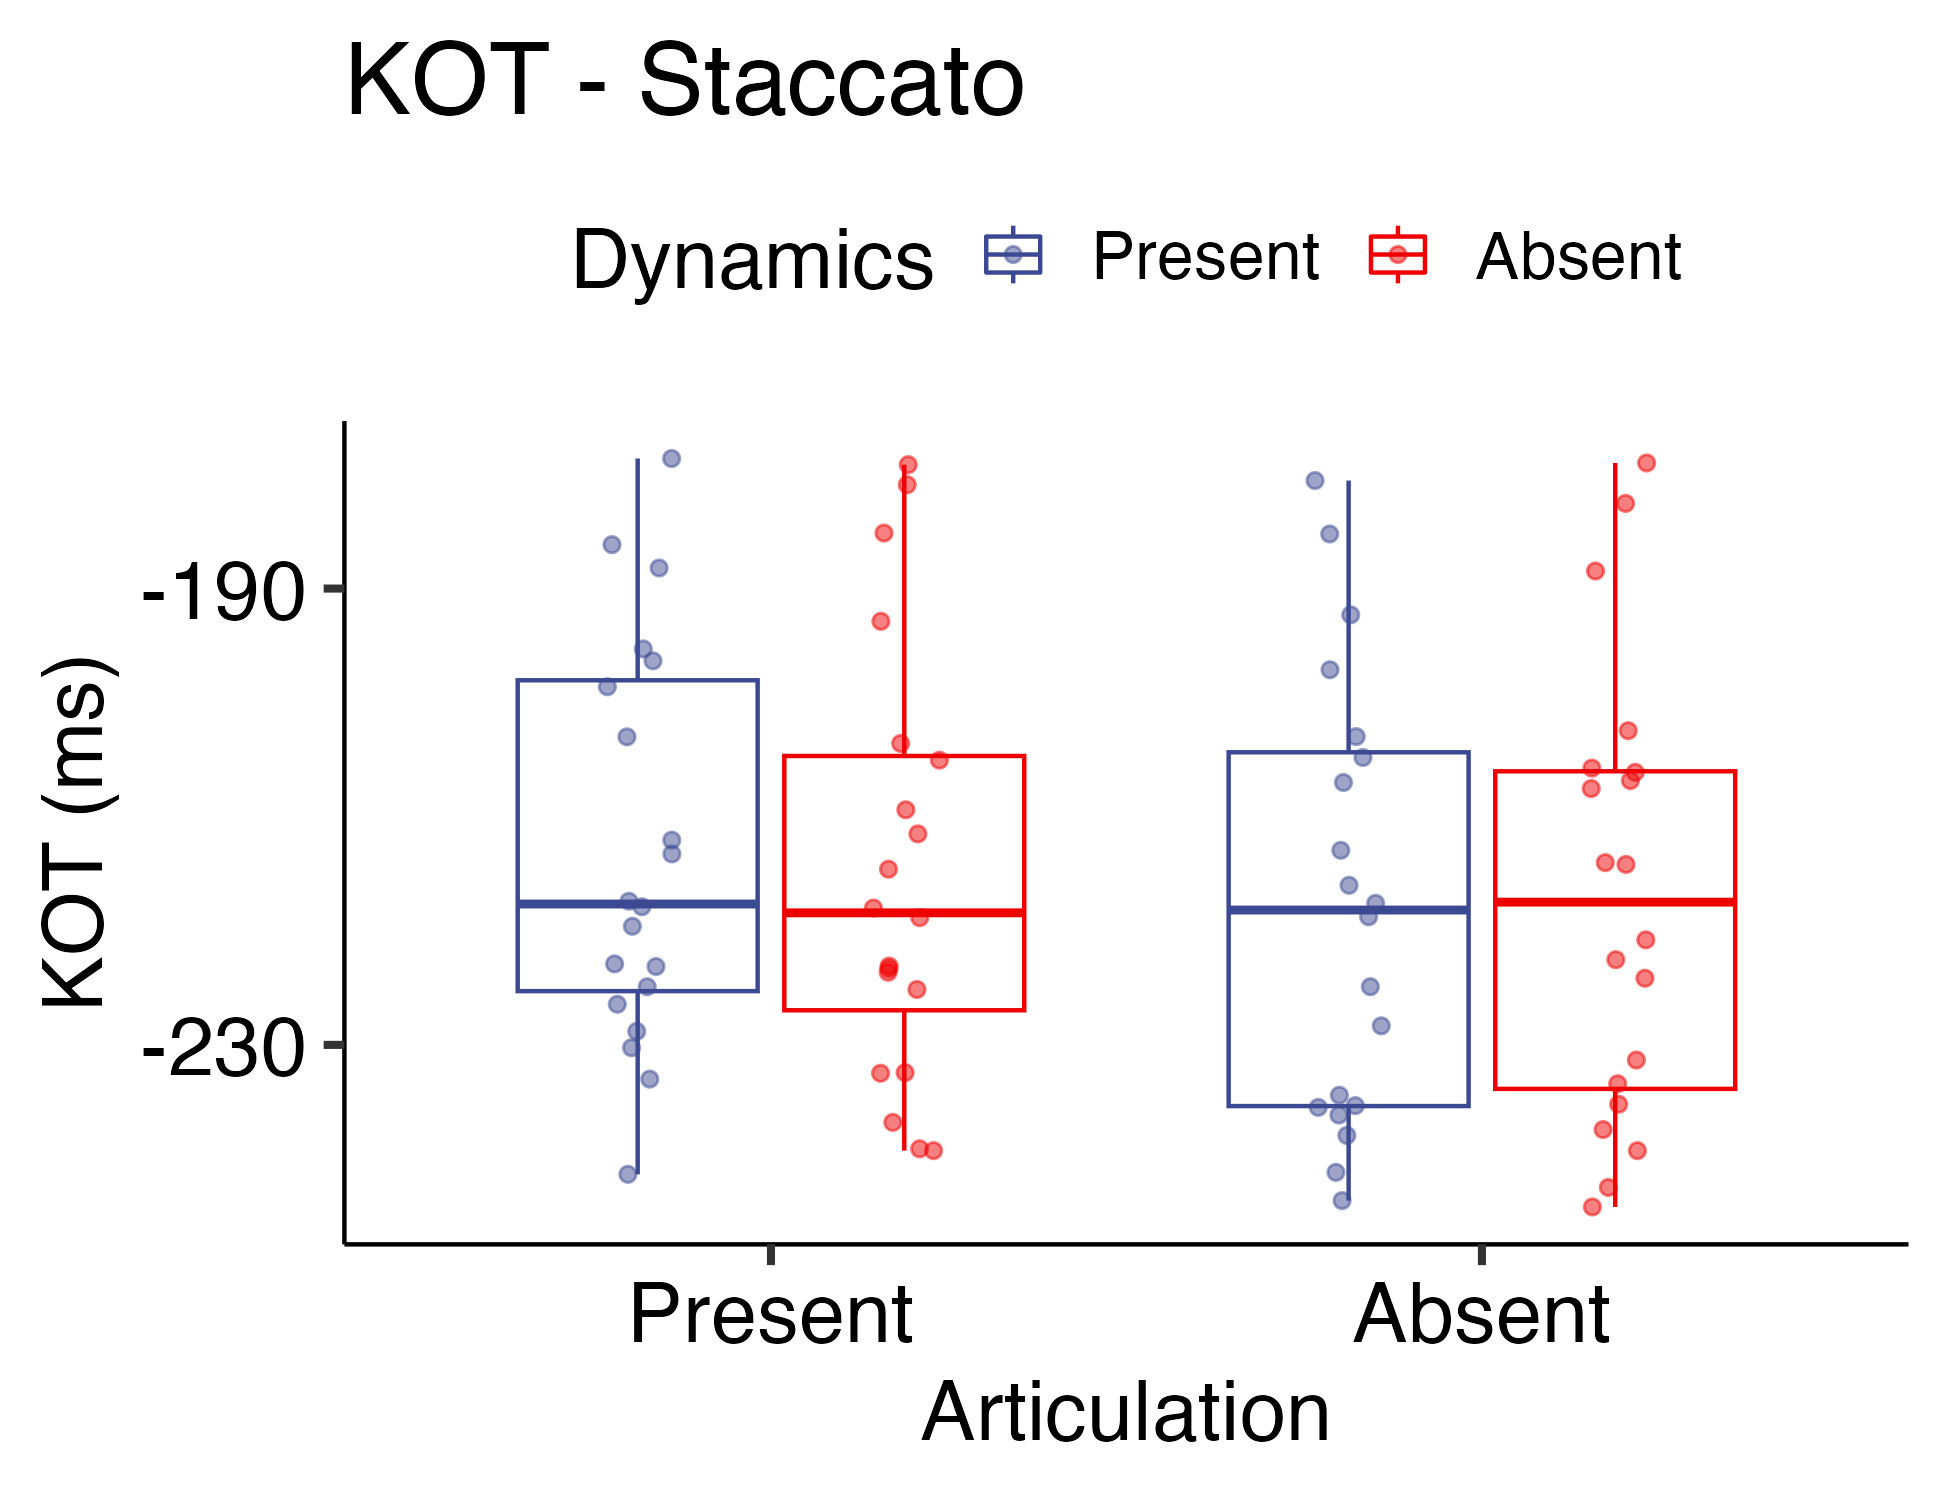 KOT - Staccato
Dynamics Present Absent
KOT (ms)
-190
-230
Present Absent
Articulation